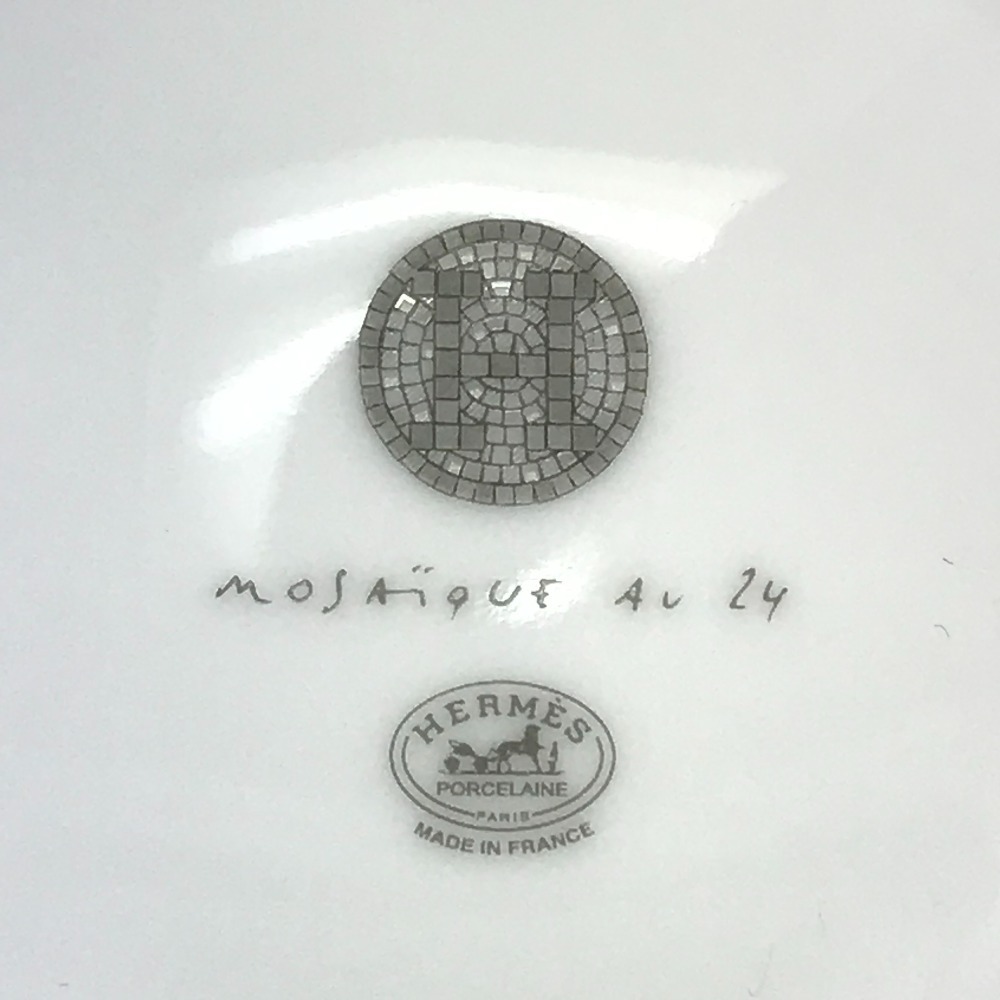 H
MOSAÏQUE AU 24
HERMÈS
PORCELAINE
PARIS
MADE IN FRANCE